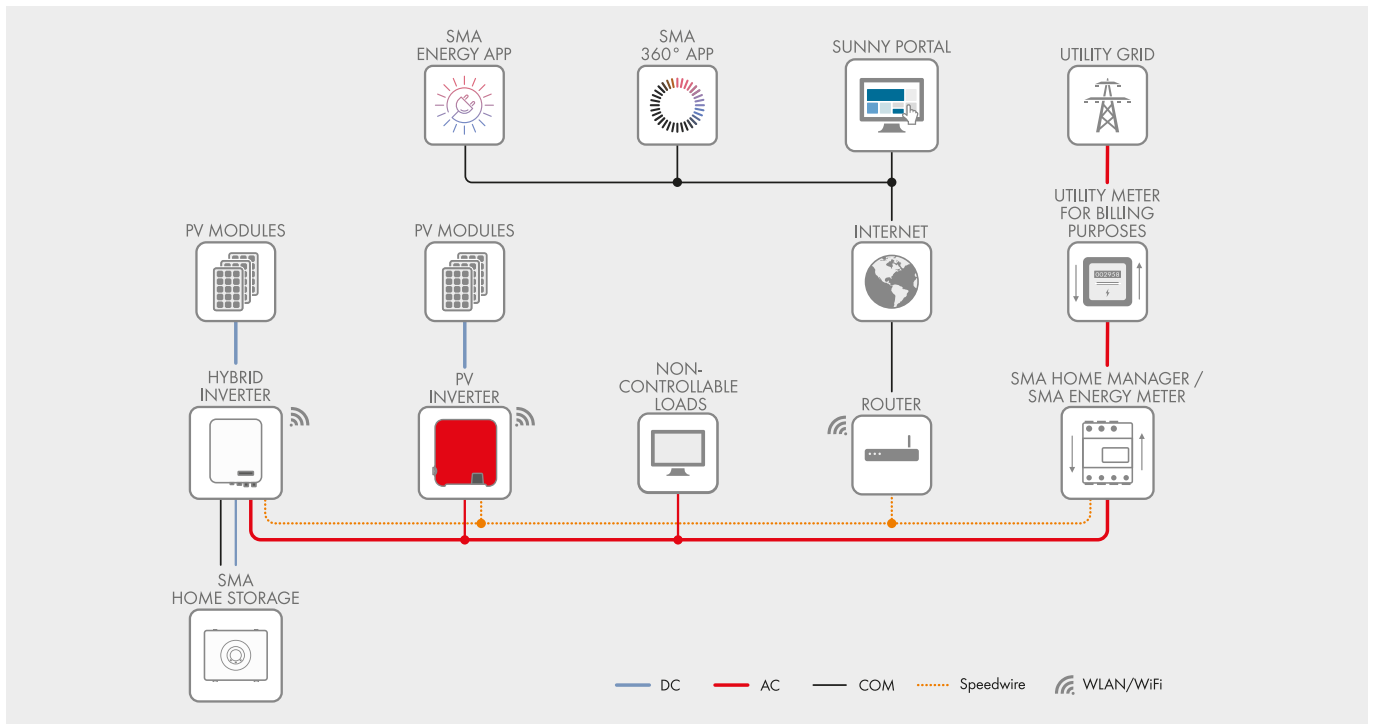 SMA
ENERGY APP
SMA
360° APP
SUNNY PORTAL
UTILITY GRID
UTILITY METER
FOR BILLING
PURPOSES
PV MODULES
PV MODULES
INTERNET
002958
HYBRID
INVERTER
PV
INVERTER
NON-
CONTROLLABLE
LOADS
ROUTER
SMA HOME MANAGER /
SMA ENERGY METER
SMA
HOME STORAGE
DC
AC
COM
Speedwire
WLAN/WiFi